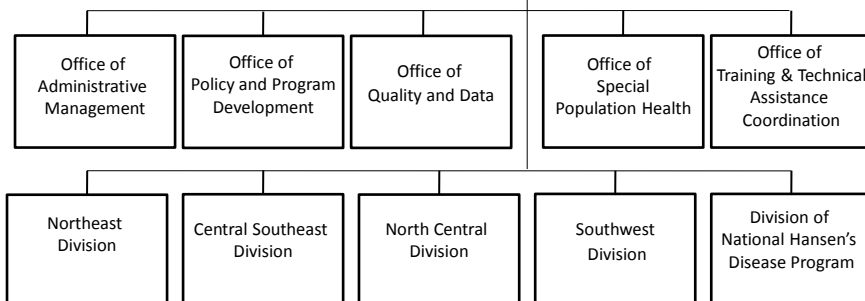 Office of
Administrative
Management
Office of
Policy and Program
Development
Office of
Quality and Data
Office of
Special
Population Health
Office of
Training & Technical
Assistance
Coordination
Northeast
Division
Central Southeast
Division
North Central
Division
Southwest
Division
Division of
National Hansen’s
Disease Program